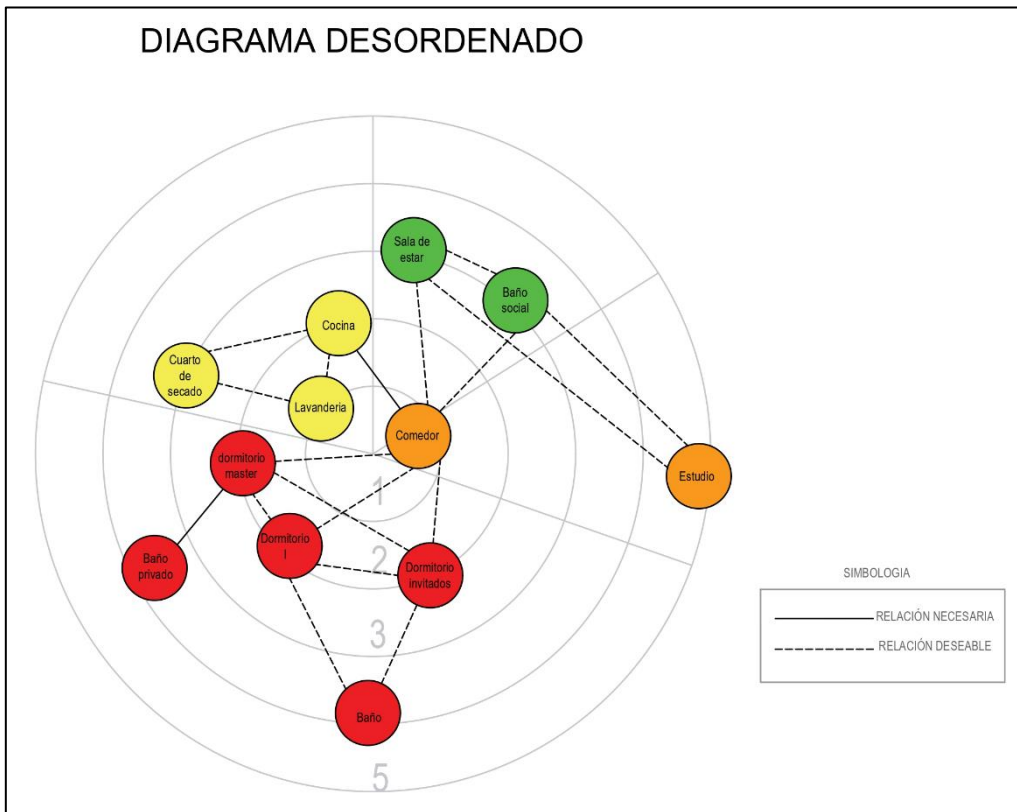 DIAGRAMA DESORDENADO
Sala de
estar
Baño
social
Cocina
Cuarto
de
secado
Lavanderia
Comedor
dormitorio
master
Estudio
1
Dormitorio
I
2
Dormitorio
invitados
Baño
privado
3
Baño
5
SIMBOLOGIA
RELACIÓN NECESARIA
RELACIÓN DESEABLE